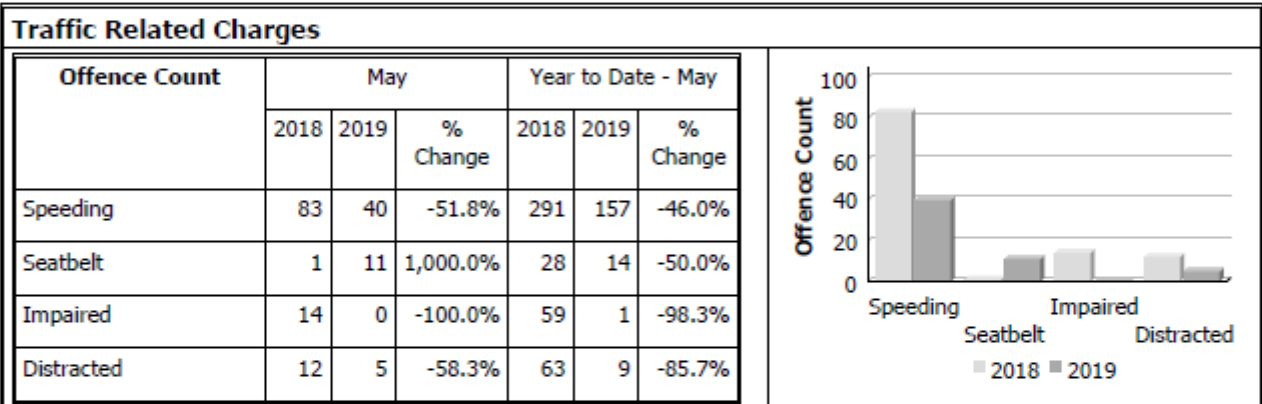 Traffic Related Charges
Offence Count May Year to Date - May
2018 2019 % Change 2018 2019 % Change
Speeding 83 40 -51.8% 291 157 -46.0%
Seatbelt 1 11 1,000.0% 28 14 -50.0%
Impaired 14 0 -100.0% 59 1 -98.3%
Distracted 12 5 -58.3% 63 9 -85.7%
Offence Count
100
80
60
40
20
0
Speeding Impaired
Seatbelt Distracted
2018 2019